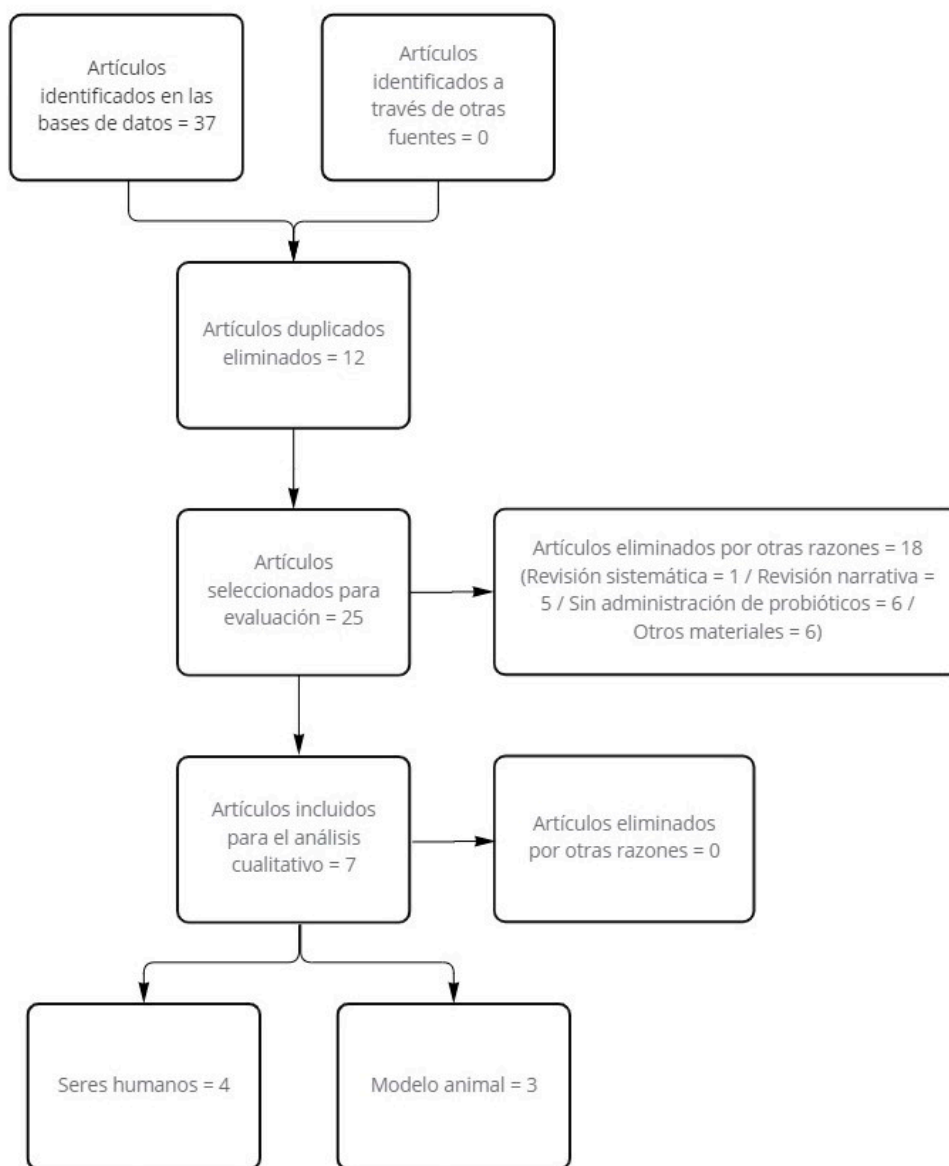 Artículos
identificados en las
bases de datos = 37
Artículos
identificados a
través de otras
fuentes = 0
Artículos duplicados
eliminados = 12
Artículos
seleccionados para
evaluación = 25
Artículos eliminados por otras razones = 18
(Revisión sistemática = 1 / Revisión narrativa =
5 / Sin administración de probióticos = 6 /
Otros materiales = 6)
Artículos incluidos
para el análisis
cualitativo = 7
Artículos eliminados
por otras razones = 0
Seres humanos = 4
Modelo animal = 3